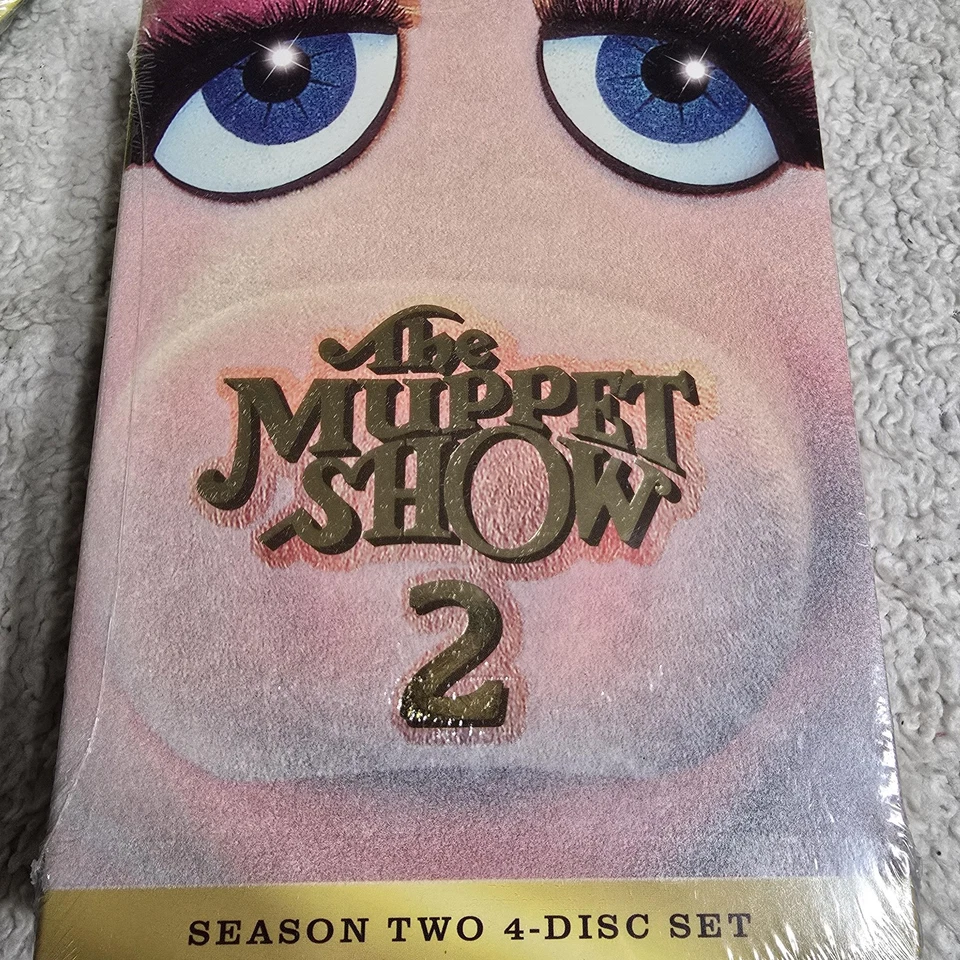 The
MUPPET
SHOW
2
SEASON TWO 4-DISC SET